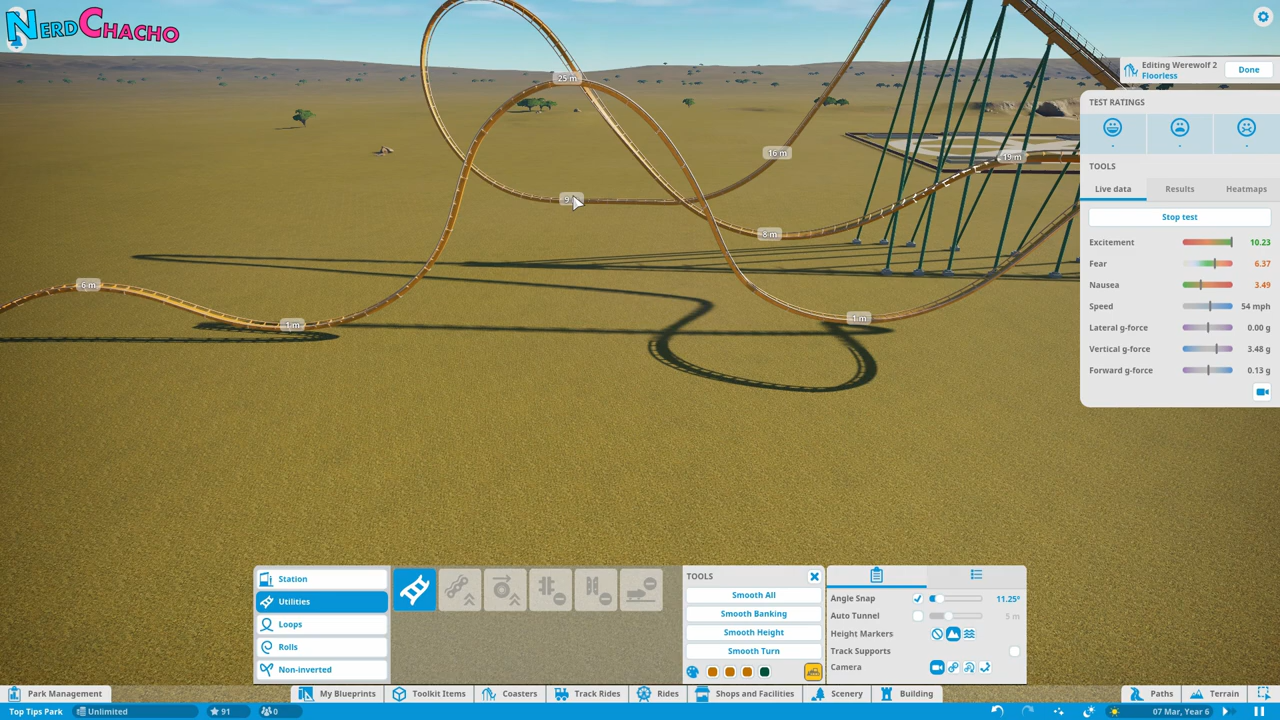 NERDCHACHO
25 m
16 m
19 m
9
8 m
6 m
1 m
1 m
Editing Werewolf 2
Floorless
Done
TEST RATINGS
- - -
TOOLS
Live data Results Heatmaps
Stop test
Excitement 10.23
Fear 6.37
Nausea 3.49
Speed 54 mph
Lateral g-force 0.00 g
Vertical g-force 3.48 g
Forward g-force 0.13 g
Station
Utilities
Loops
Rolls
Non-inverted
TOOLS
Smooth All
Smooth Banking
Smooth Height
Smooth Turn
Angle Snap 11.25°
Auto Tunnel 5 m
Height Markers
Track Supports
Camera
Park Management My Blueprints Toolkit Items Coasters Track Rides Rides Shops and Facilities Scenery Building Paths Terrain
Top Tips Park Unlimited 91 0 07 Mar, Year 6